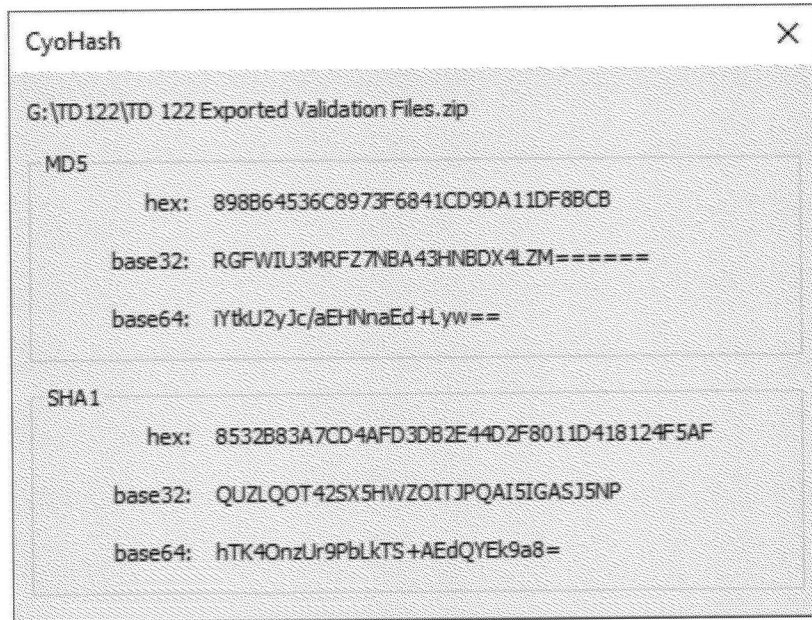 CyoHash
G:\TD122\TD 122 Exported Validation Files.zip
MD5
hex: 898B64536C8973F6841CD9DA11DF8BCB
base32: RGFWIU3MRFZ7NBA43HNBDX4LZM======
base64: iYtkU2yJc/aEHNnaEd+Lyw==
SHA1
hex: 8532B83A7CD4AFD3DB2E44D2F8011D418124F5AF
base32: QUZLQOT42SX5HWZOITJPQAI5IGASJ5NP
base64: hTK4OnzUr9PbLkTS+AEdQYEk9a8=